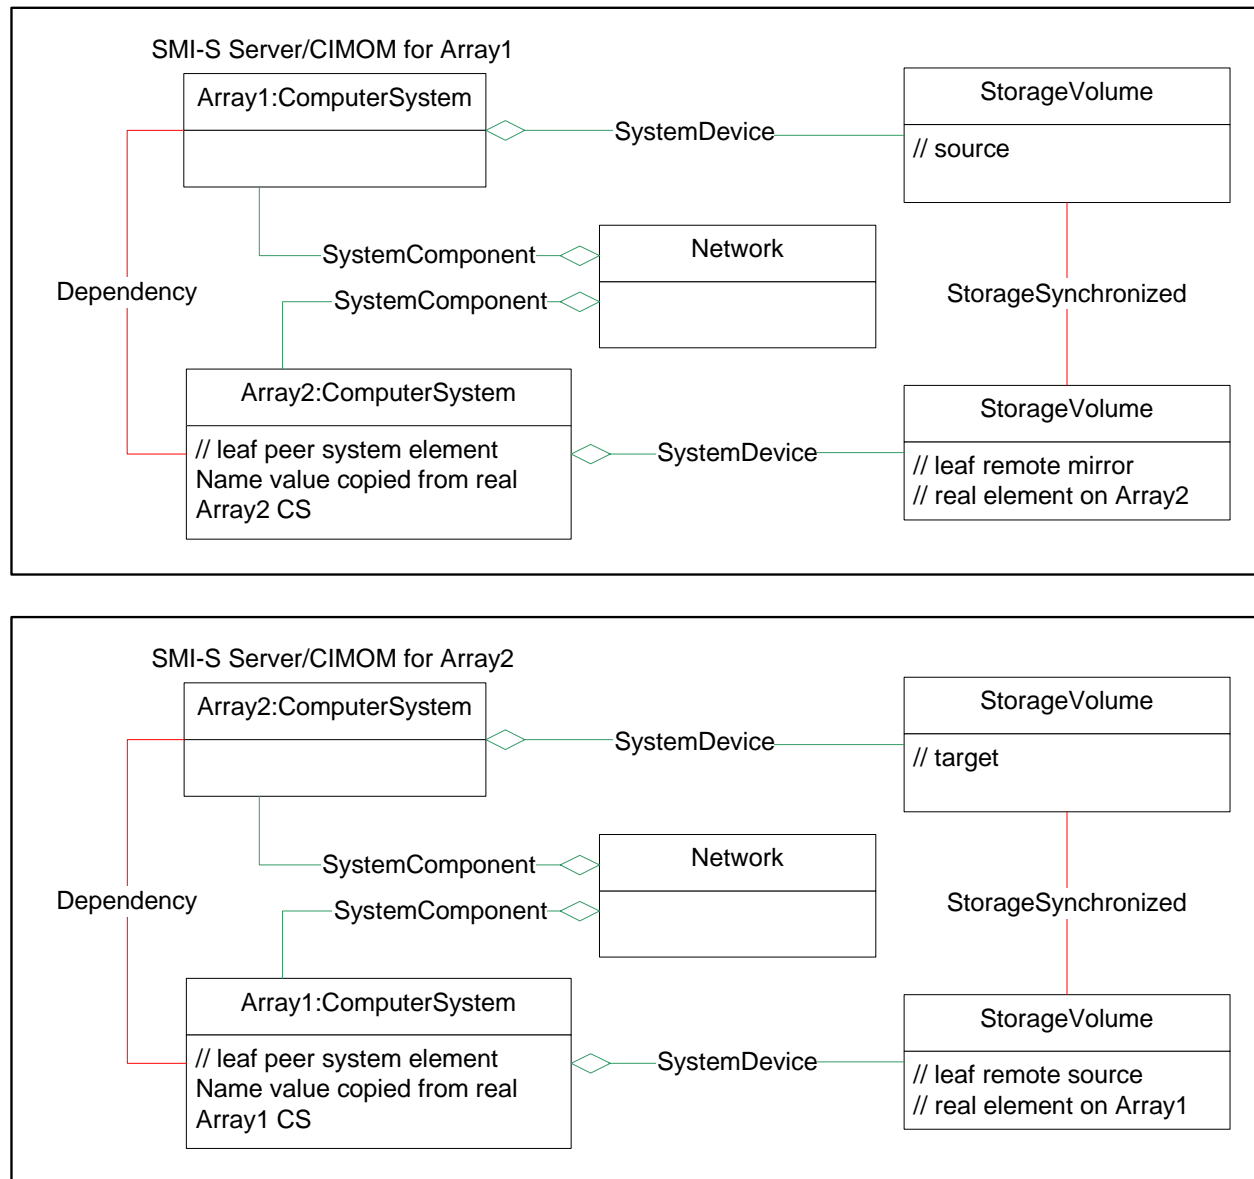 SMI-S Server/CIMOM for Array1
Array1:ComputerSystem
SystemDevice
StorageVolume
// source
SystemComponent
Network
Dependency
SystemComponent
StorageSynchronized
Array2:ComputerSystem
// leaf peer system element
Name value copied from real
Array2 CS
SystemDevice
StorageVolume
// leaf remote mirror
// real element on Array2
SMI-S Server/CIMOM for Array2
Array2:ComputerSystem
SystemDevice
StorageVolume
// target
SystemComponent
Network
Dependency
SystemComponent
StorageSynchronized
Array1:ComputerSystem
// leaf peer system element
Name value copied from real
Array1 CS
SystemDevice
StorageVolume
// leaf remote source
// real element on Array1